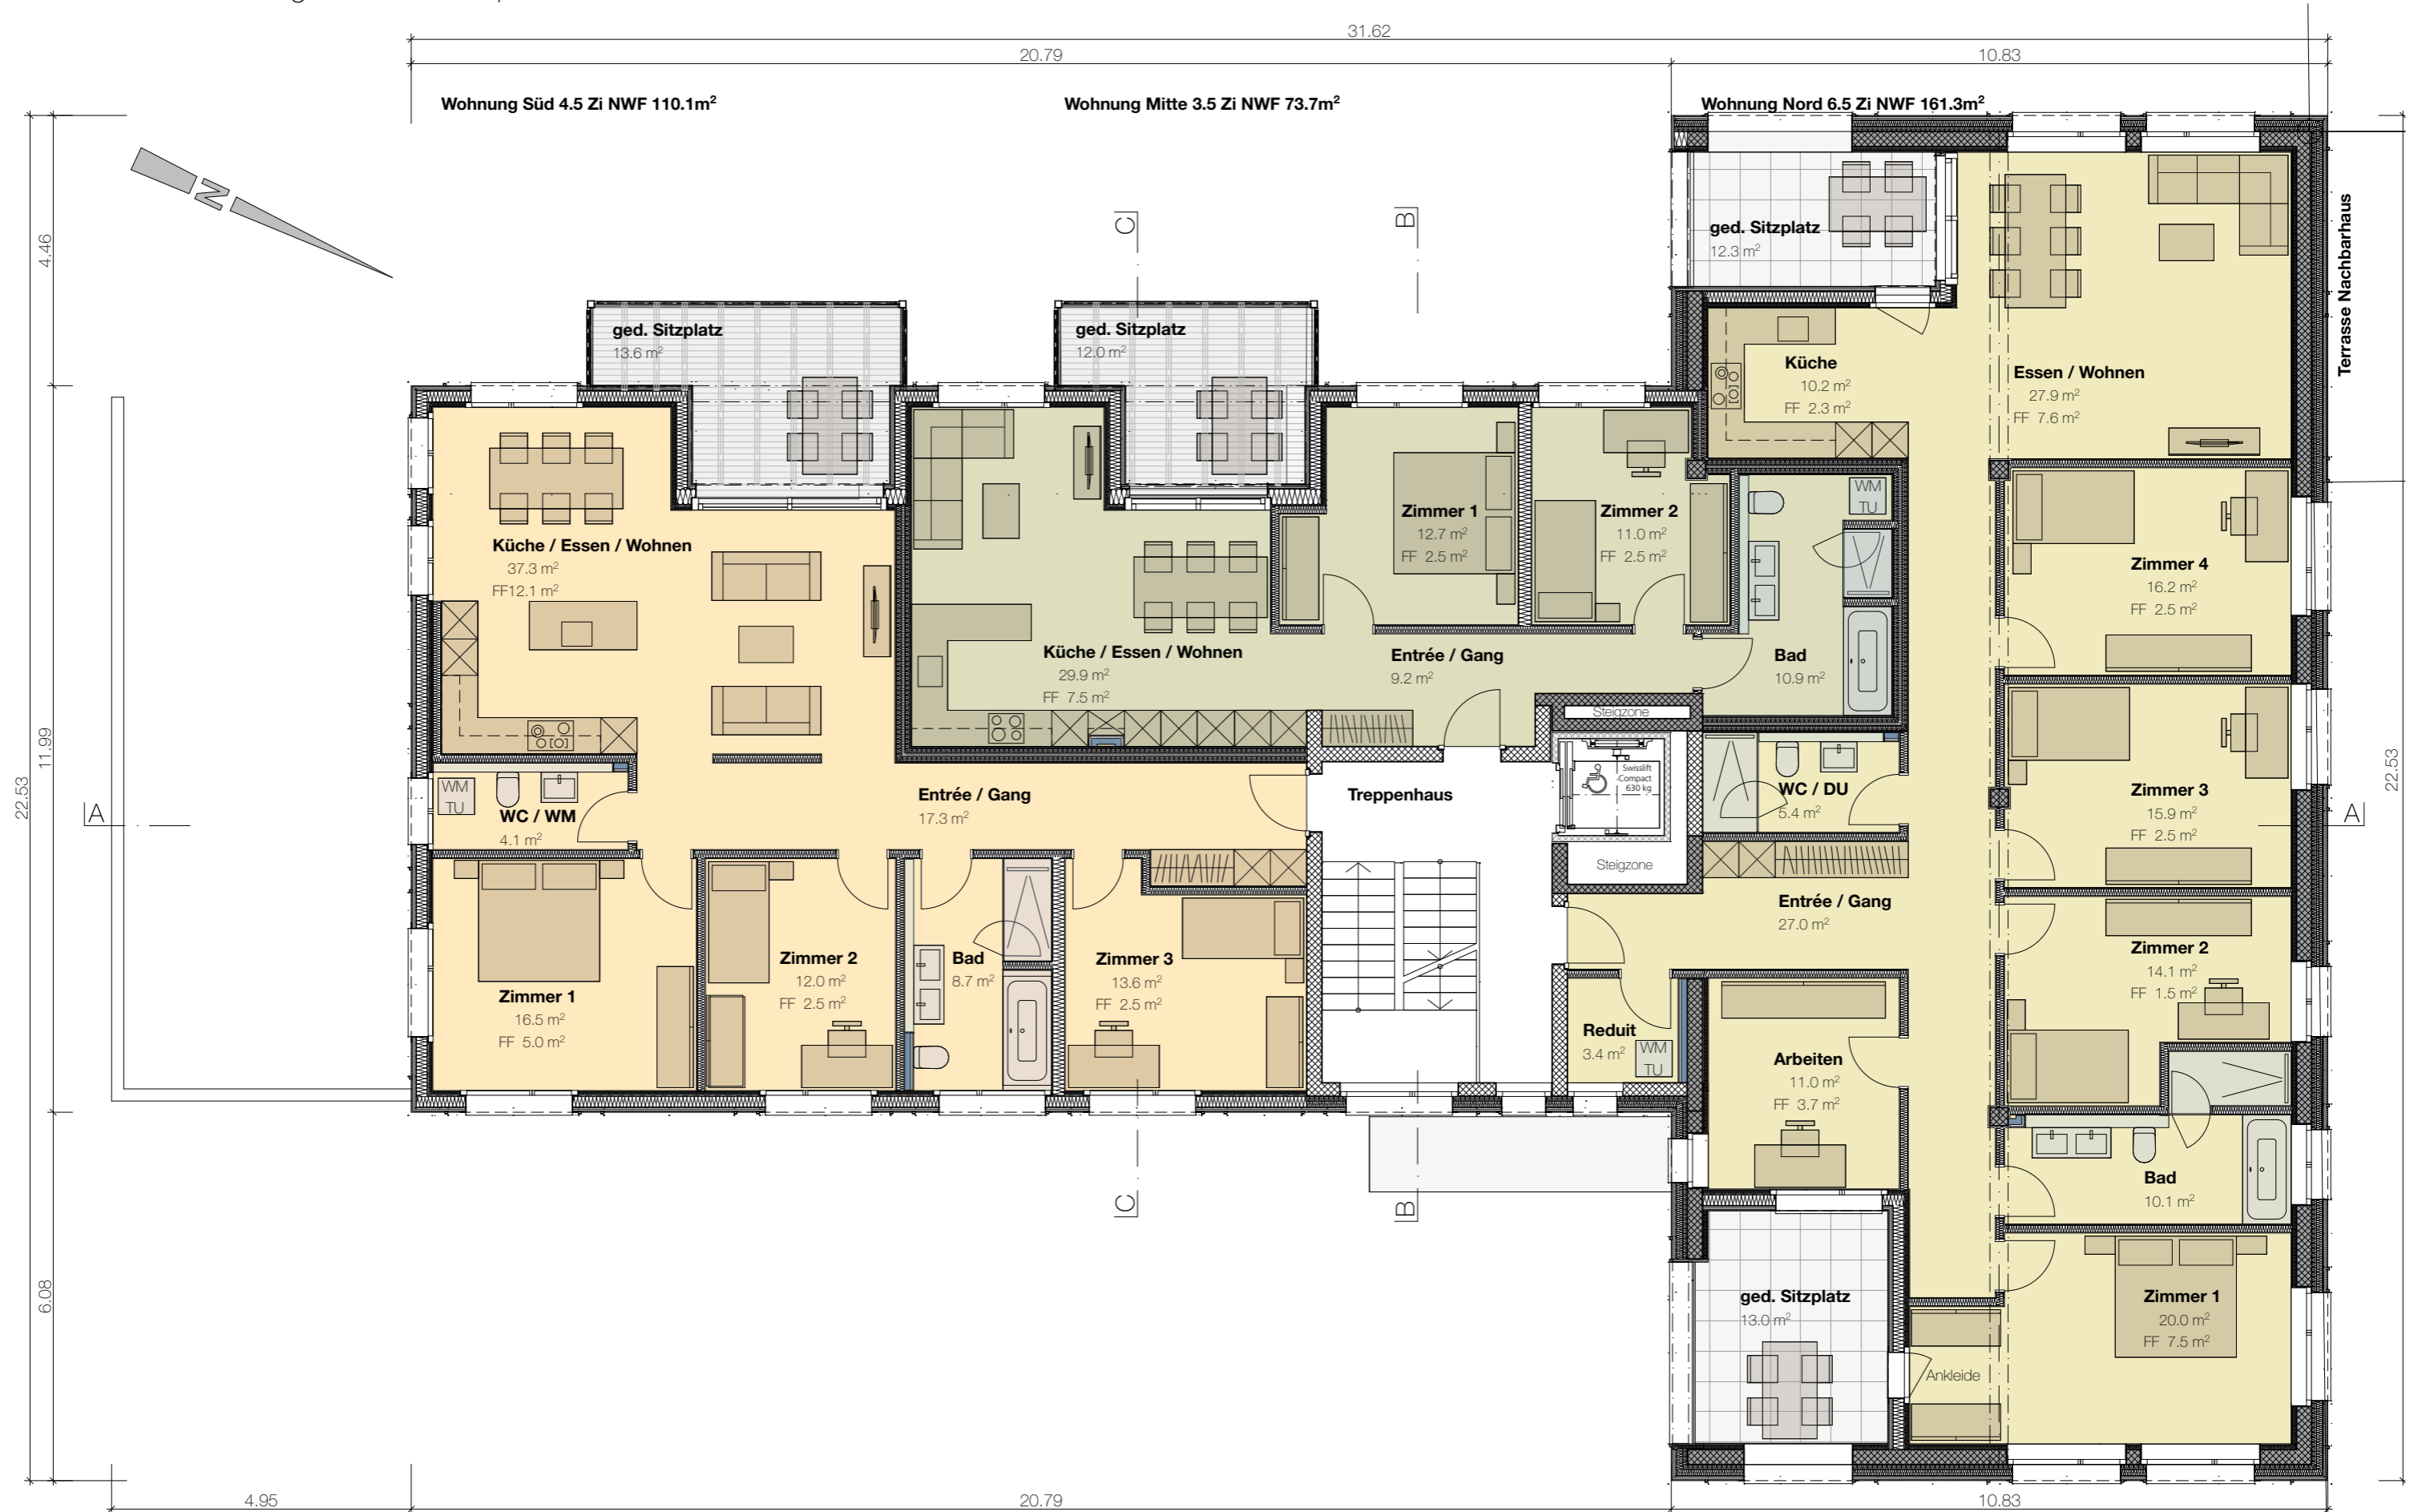 31.62
20.79
10.83
Wohnung Süd 4.5 Zi NWF 110.1m²
Wohnung Mitte 3.5 Zi NWF 73.7m²
Wohnung Nord 6.5 Zi NWF 161.3m²
N
4.46
11.99
22.53
6.08
4.95
20.79
10.83
22.53
Terrasse Nachbarhaus
A
A
C
B
C
B
ged. Sitzplatz
13.6 m²
ged. Sitzplatz
12.0 m²
ged. Sitzplatz
12.3 m²
Küche / Essen / Wohnen
37.3 m²
FF12.1 m²
WM
TU
WC / WM
4.1 m²
Entrée / Gang
17.3 m²
Zimmer 1
16.5 m²
FF 5.0 m²
Zimmer 2
12.0 m²
FF 2.5 m²
Bad
8.7 m²
Zimmer 3
13.6 m²
FF 2.5 m²
Küche / Essen / Wohnen
29.9 m²
FF 7.5 m²
Zimmer 1
12.7 m²
FF 2.5 m²
Zimmer 2
11.0 m²
FF 2.5 m²
Entrée / Gang
9.2 m²
WM
TU
Bad
10.9 m²
Steigzone
Treppenhaus
Swisslift
-Compact
630 kg
Steigzone
Küche
10.2 m²
FF 2.3 m²
Essen / Wohnen
27.9 m²
FF 7.6 m²
Zimmer 4
16.2 m²
FF 2.5 m²
WC / DU
5.4 m²
Zimmer 3
15.9 m²
FF 2.5 m²
Entrée / Gang
27.0 m²
Zimmer 2
14.1 m²
FF 1.5 m²
Reduit
3.4 m²
WM
TU
Arbeiten
11.0 m²
FF 3.7 m²
Bad
10.1 m²
ged. Sitzplatz
13.0 m²
Ankleide
Zimmer 1
20.0 m²
FF 7.5 m²